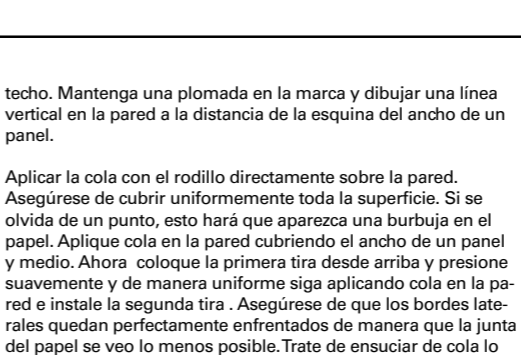 techo. Mantenga una plomada en la marca y dibujar una línea
vertical en la pared a la distancia de la esquina del ancho de un
panel.
Aplicar la cola con el rodillo directamente sobre la pared.
Asegúrese de cubrir uniformemente toda la superficie. Si se
olvida de un punto, esto hará que aparezca una burbuja en el
papel. Aplique cola en la pared cubriendo el ancho de un panel
y medio. Ahora  coloque la primera tira desde arriba y presione
suavemente y de manera uniforme siga aplicando cola en la pa-
red e instale la segunda tira . Asegúrese de que los bordes late-
rales quedan perfectamente enfrentados de manera que la junta
del papel se veo lo menos posible. Trate de ensuciar de cola lo